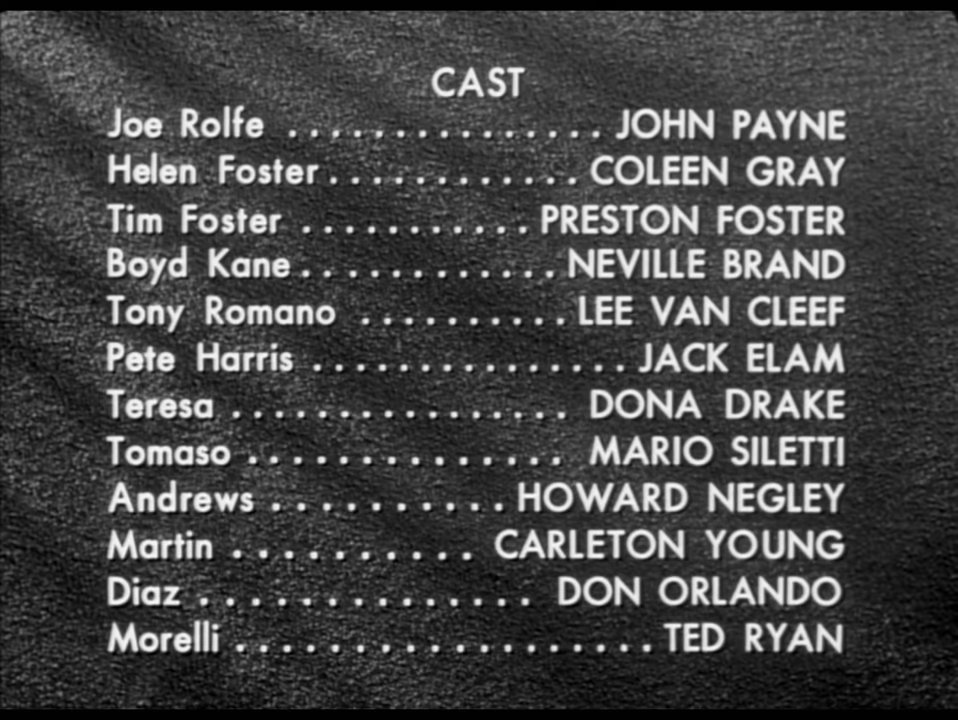 CAST
Joe Rolfe ............... JOHN PAYNE
Helen Foster ............ COLEEN GRAY
Tim Foster ........... PRESTON FOSTER
Boyd Kane ............ NEVILLE BRAND
Tony Romano .......... LEE VAN CLEEF
Pete Harris ............... JACK ELAM
Teresa ................ DONA DRAKE
Tomaso .............. MARIO SILETTI
Andrews ........... HOWARD NEGLEY
Martin .......... CARLETON YOUNG
Diaz ............... DON ORLANDO
Morelli .................. TED RYAN